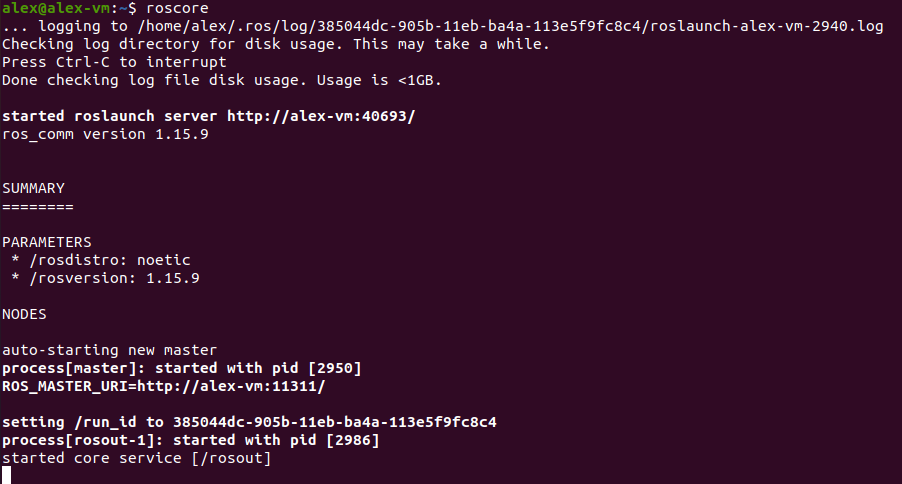 alex@alex-vm:~$ roscore
... logging to /home/alex/.ros/log/385044dc-905b-11eb-ba4a-113e5f9fc8c4/roslaunch-alex-vm-2940.log
Checking log directory for disk usage. This may take a while.
Press Ctrl-C to interrupt
Done checking log file disk usage. Usage is <1GB.
started roslaunch server http://alex-vm:40693/
ros_comm version 1.15.9
SUMMARY
========
PARAMETERS
 * /rosdistro: noetic
 * /rosversion: 1.15.9
NODES
auto-starting new master
process[master]: started with pid [2950]
ROS_MASTER_URI=http://alex-vm:11311/
setting /run_id to 385044dc-905b-11eb-ba4a-113e5f9fc8c4
process[rosout-1]: started with pid [2986]
started core service [/rosout]